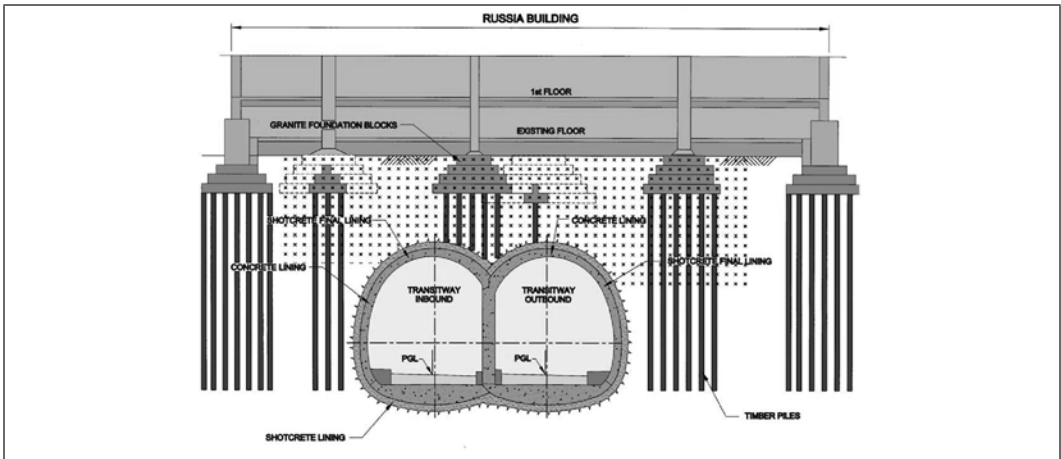 RUSSIA BUILDING
1st FLOOR
GRANITE FOUNDATION BLOCKS
EXISTING FLOOR
SHOTCRETE FINAL LINING
CONCRETE LINING
CONCRETE LINING
SHOTCRETE FINAL LINING
TRANSITWAY
INBOUND
TRANSITWAY
OUTBOUND
PGL
PGL
TIMBER PILES
SHOTCRETE LINING